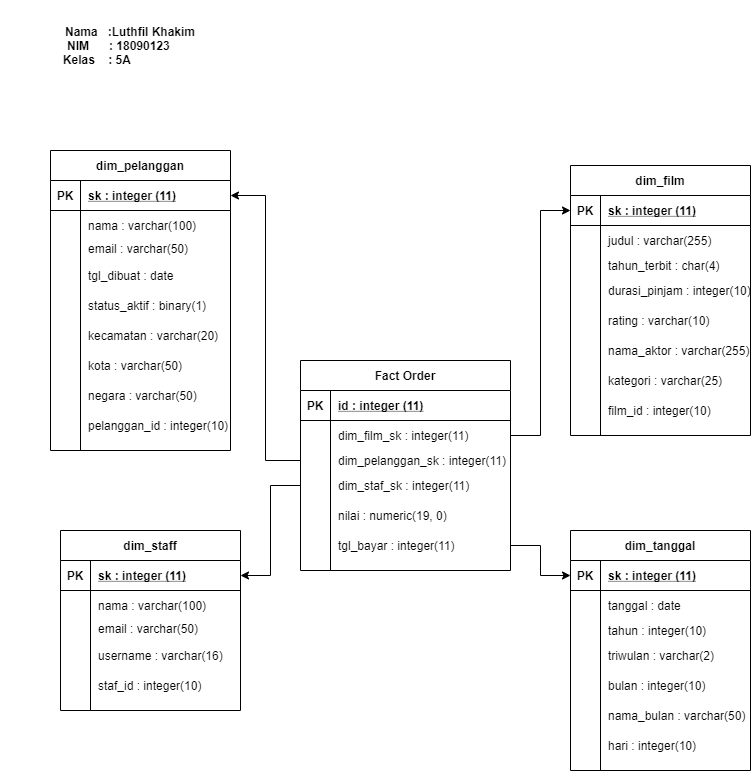 Nama :Luthfil Khakim
NIM : 18090123
Kelas : 5A
dim_pelanggan
PK sk : integer (11)
nama : varchar(100)
email : varchar(50)
tgl_dibuat : date
status_aktif : binary(1)
kecamatan : varchar(20)
kota : varchar(50)
negara : varchar(50)
pelanggan_id : integer(10)
dim_film
PK sk : integer (11)
judul : varchar(255)
tahun_terbit : char(4)
durasi_pinjam : integer(10)
rating : varchar(10)
nama_aktor : varchar(255)
kategori : varchar(25)
film_id : integer(10)
Fact Order
PK id : integer (11)
dim_film_sk : integer(11)
dim_pelanggan_sk : integer(11)
dim_staf_sk : integer(11)
nilai : numeric(19, 0)
tgl_bayar : integer(11)
dim_staff
PK sk : integer (11)
nama : varchar(100)
email : varchar(50)
username : varchar(16)
staf_id : integer(10)
dim_tanggal
PK sk : integer (11)
tanggal : date
tahun : integer(10)
triwulan : varchar(2)
bulan : integer(10)
nama_bulan : varchar(50)
hari : integer(10)